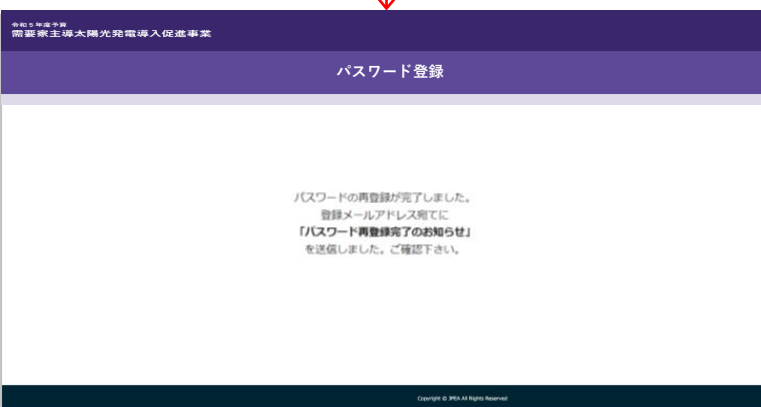 令和５年度予算
需要家主導太陽光発電導入促進事業
パスワード登録
パスワードの再登録が完了しました。
登録メールアドレス宛てに
「パスワード再登録完了のお知らせ」
を送信しました。ご確認下さい。
Copyright © JPEA All Rights Reserved